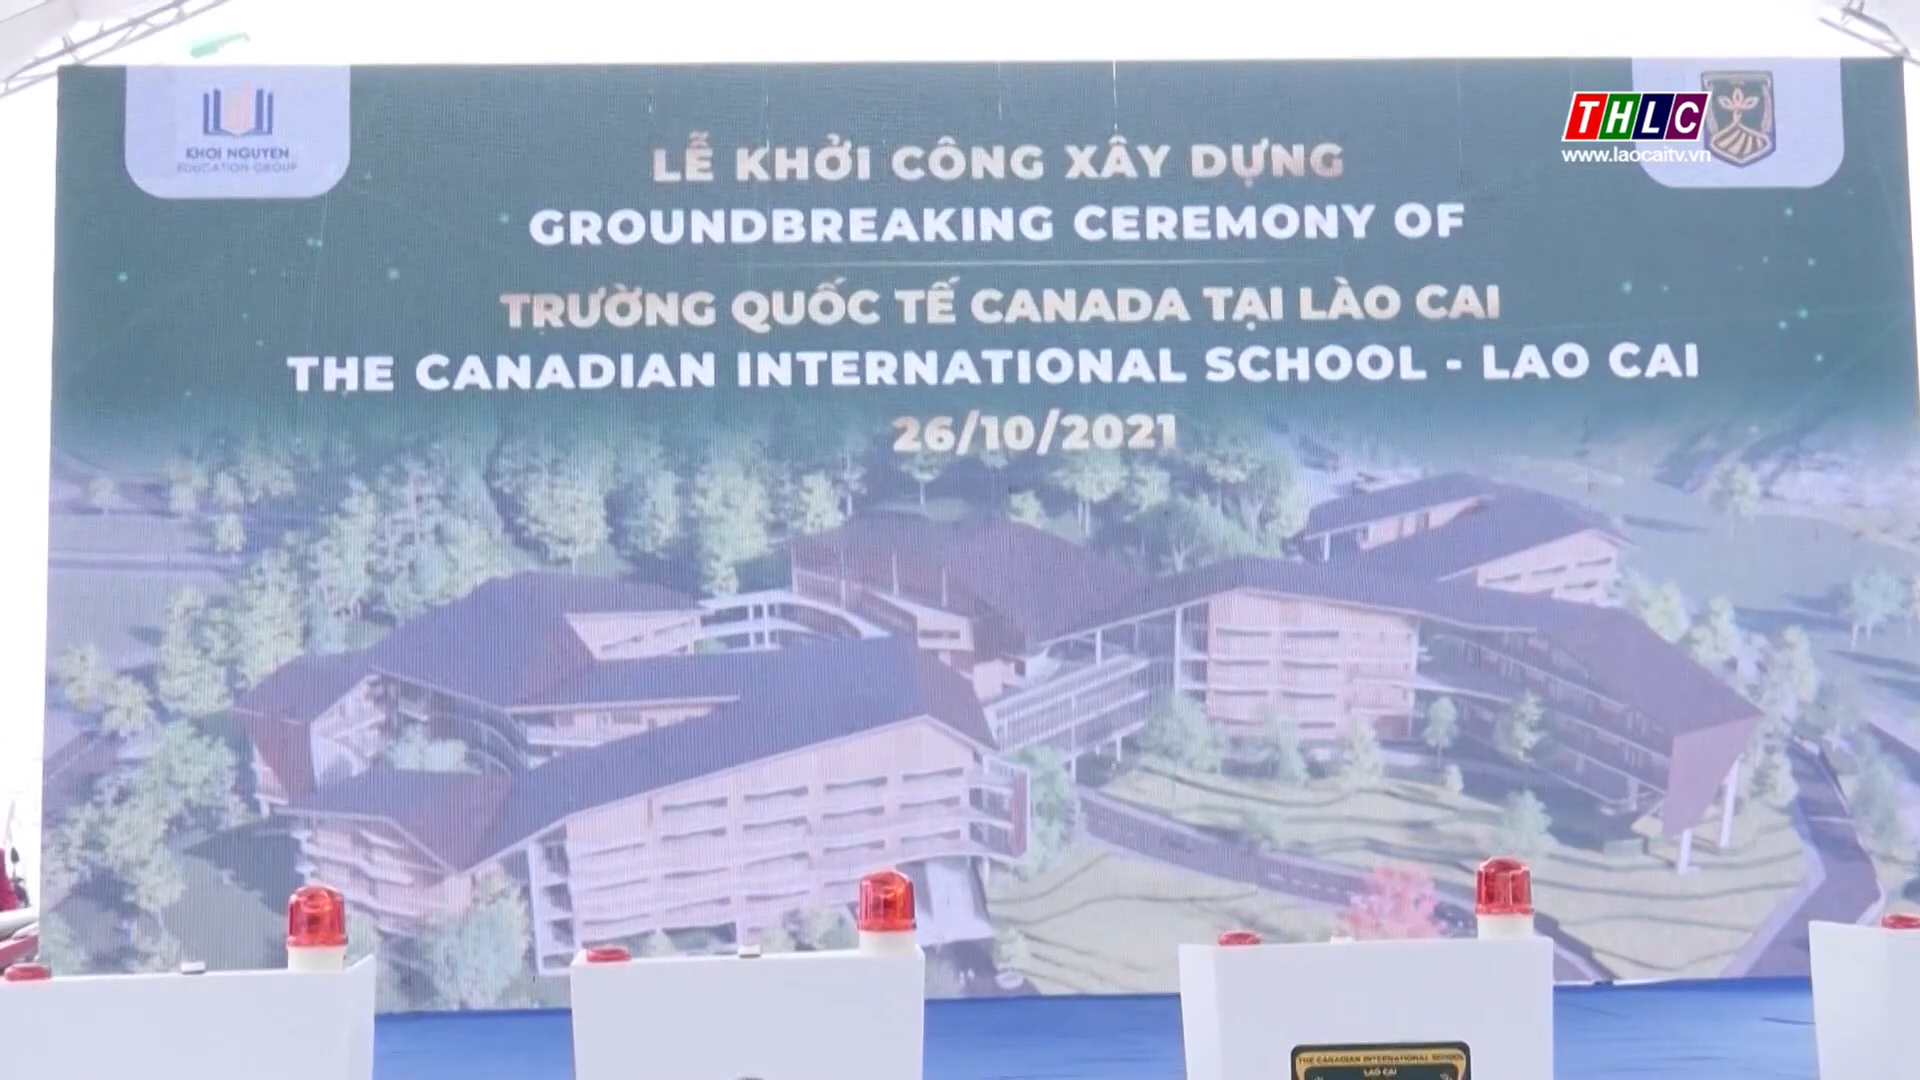 KHỌI NGUYEN
EDUCATION GROUP
THLC
www.laocaitv.vn
LỄ KHỞI CÔNG XÂY DỰNG
GROUNDBREAKING CEREMONY OF
TRƯỜNG QUỐC TẾ CANADA TẠI LÀO CAI
THE CANADIAN INTERNATIONAL SCHOOL - LAO CAI
26/10/2021
THE CANADIAN INTERNATIONAL SCHOOL
LAO CAI